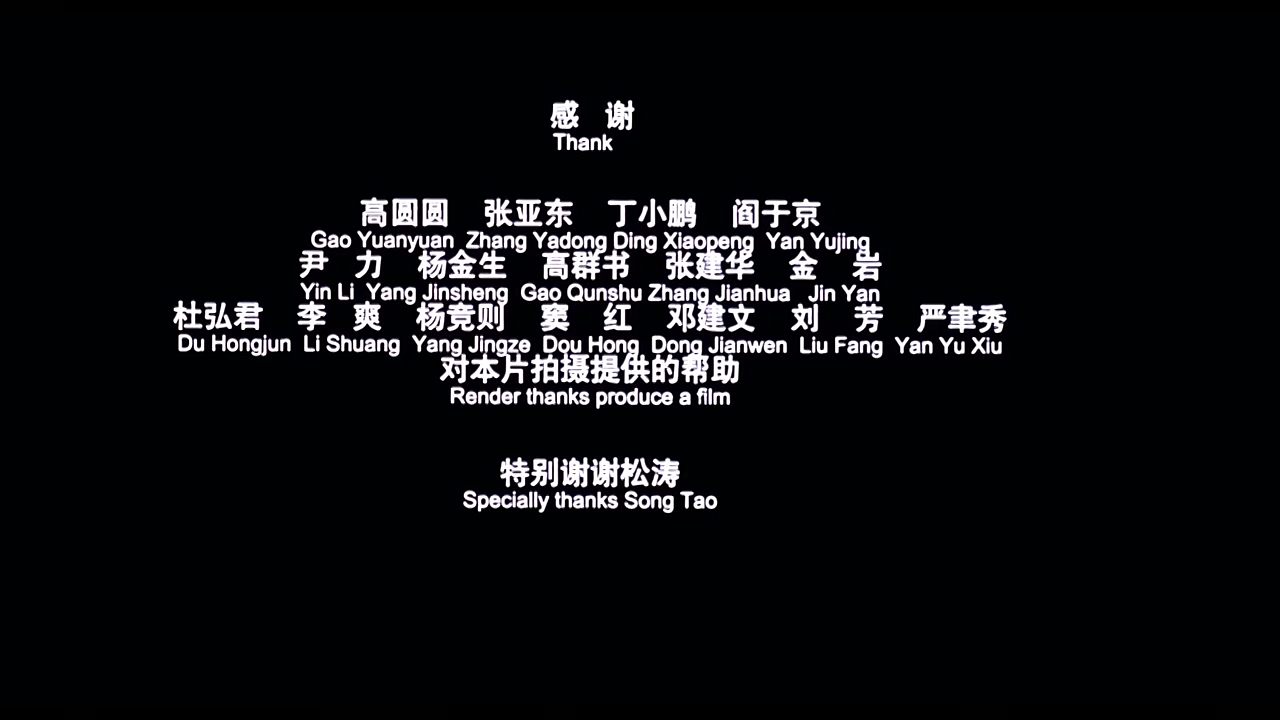 感 谢
Thank
高圆圆 张亚东 丁小鹏 阎于京
Gao Yuanyuan Zhang Yadong Ding Xiaopeng Yan Yujing
尹 力 杨金生 高群书 张建华 金 岩
Yin Li Yang Jinsheng Gao Qunshu Zhang Jianhua Jin Yan
杜弘君 李 爽 杨竞则 窦 红 邓建文 刘 芳 严聿秀
Du Hongjun Li Shuang Yang Jingze Dou Hong Dong Jianwen Liu Fang Yan Yu Xiu
对本片拍摄提供的帮助
Render thanks produce a film
特别谢谢松涛
Specially thanks Song Tao